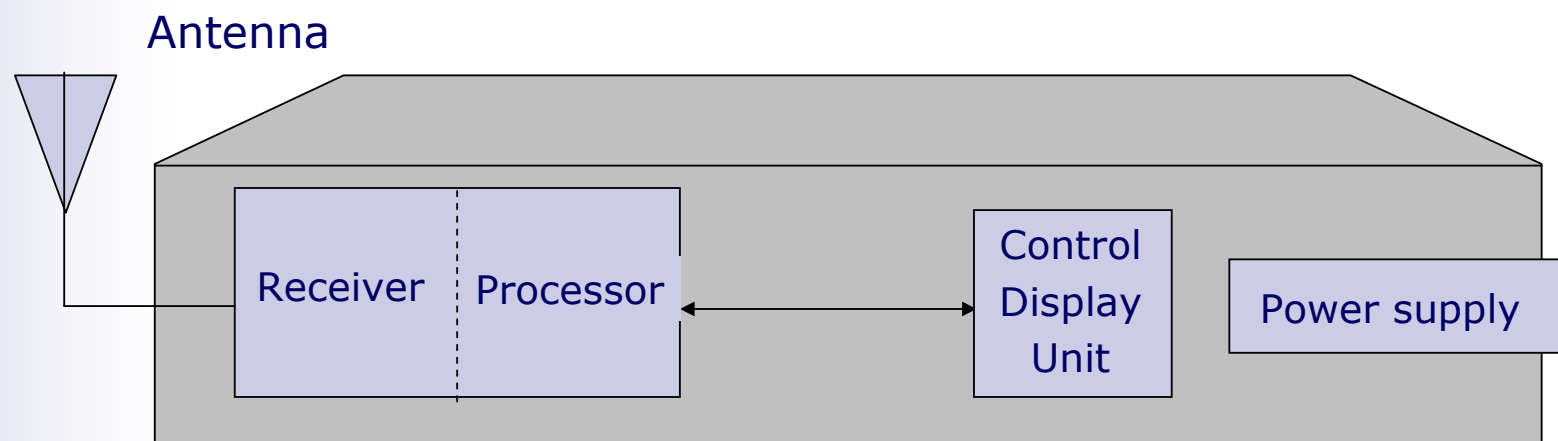 Antenna
Receiver
Processor
Control
Display
Unit
Power supply